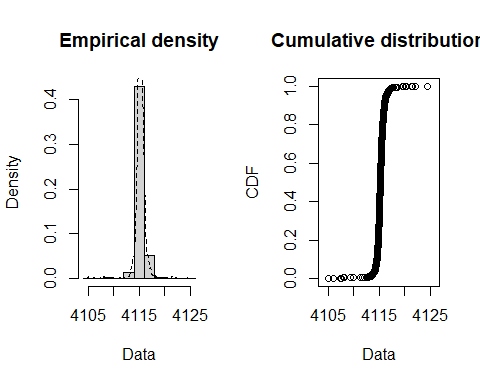 Empirical density
Density
0.0 0.1 0.2 0.3 0.4
4105 4115 4125
Data
Cumulative distribution
CDF
0.0 0.2 0.4 0.6 0.8 1.0
4105 4115 4125
Data